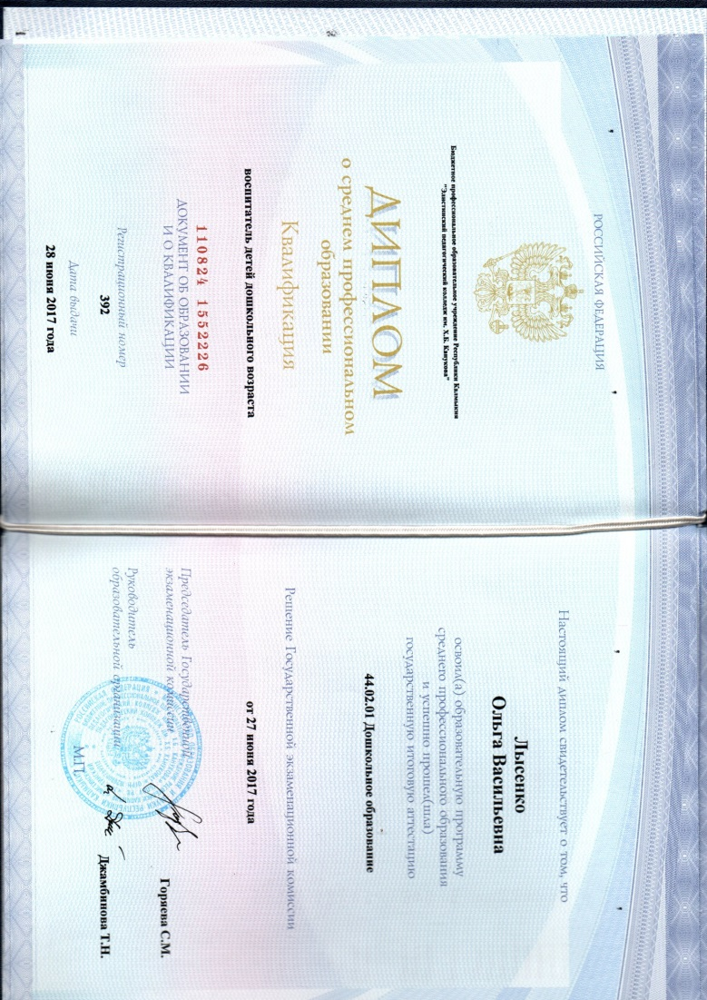 РОССИЙСКАЯ ФЕДЕРАЦИЯ
Бюджетное профессиональное образовательное учреждение Республики Калмыкия
"Элистинский педагогический колледж им. Х.Б. Канукова"
ДИПЛОМ
о среднем профессиональном
образовании
Квалификация
воспитатель детей дошкольного возраста
110824 1552226
ДОКУМЕНТ ОБ ОБРАЗОВАНИИ
И О КВАЛИФИКАЦИИ
Регистрационный номер
392
Дата выдачи
28 июня 2017 года
Настоящий диплом свидетельствует о том, что
Лысенко
Ольга Васильевна
освоил(а) образовательную программу
среднего профессионального образования
и успешно прошел(шла)
государственную итоговую аттестацию
44.02.01 Дошкольное образование
Решение Государственной экзаменационной комиссии
от 27 июня 2017 года
Председатель Государственной
экзаменационной комиссии
Горяева С.М.
Руководитель
образовательной организации
Джамбинова Т.Н.
М.П.